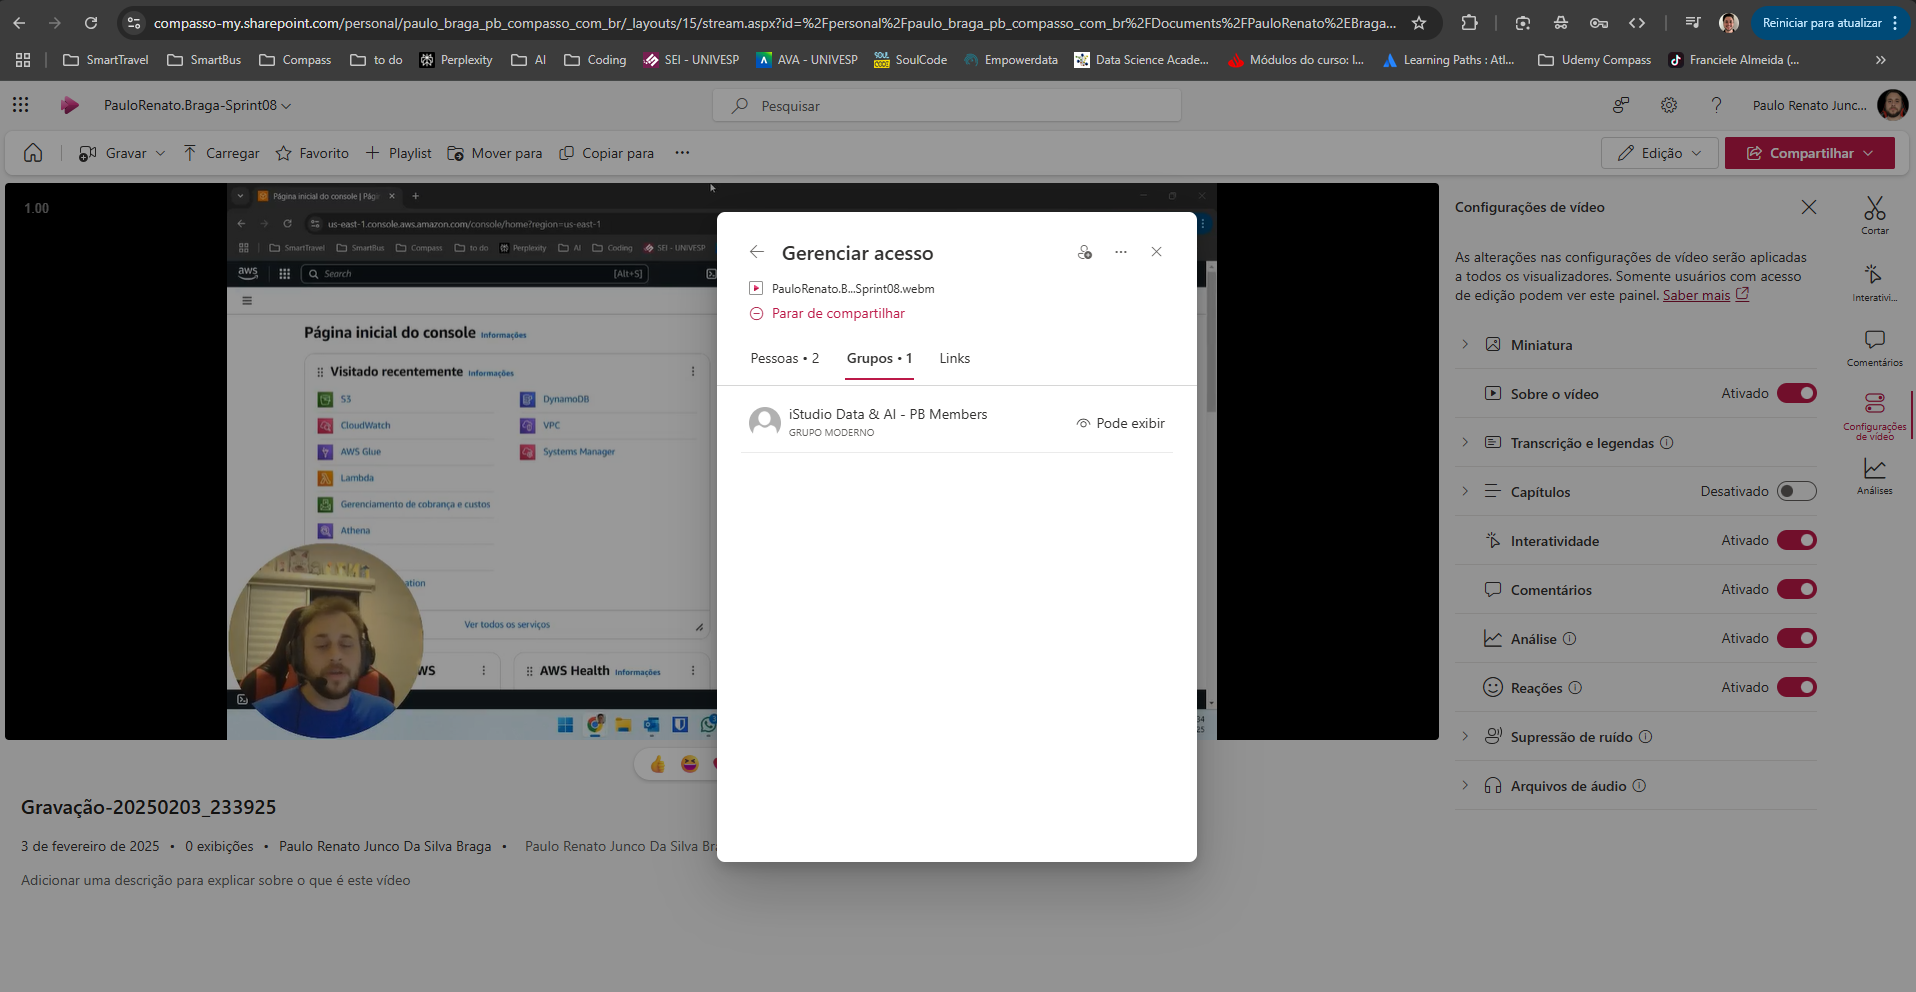 compasso-my.sharepoint.com/personal/paulo_braga_pb_compasso_com_br/_layouts/15/stream.aspx?id=%2Fpersonal%2Fpaulo_braga_pb_compasso_com_br%2FDocuments%2FPauloRenato%2EBraga...
Reiniciar para atualizar
SmartTravel SmartBus Compass to do Perplexity AI Coding SEI - UNIVESP AVA - UNIVESP SoulCode Empowerdata Data Science Acade... Módulos do curso: I... Learning Paths : Atl... Udemy Compass Franciele Almeida (...
PauloRenato.Braga-Sprint08
Pesquisar
Paulo Renato Junc...
Gravar Carregar Favorito Playlist Mover para Copiar para
Edição
Compartilhar
1.00
Página inicial do console | Pág
us-east-1.console.aws.amazon.com/console/home?region=us-east-1
SmartTravel SmartBus Compass to do Perplexity AI Coding SEI - UNIVESP
aws Search [Alt+S]
Página inicial do console Informações
Visitado recentemente Informações
S3 DynamoDB
CloudWatch VPC
AWS Glue Systems Manager
Lambda
Gerenciamento de cobrança e custos
Athena
ation
Ver todos os serviços
WS
AWS Health Informações
Gerenciar acesso
PauloRenato.B...Sprint08.webm
Parar de compartilhar
Pessoas • 2 Grupos • 1 Links
iStudio Data & AI - PB Members
GRUPO MODERNO
Pode exibir
Configurações de vídeo
As alterações nas configurações de vídeo serão aplicadas
a todos os visualizadores. Somente usuários com acesso
de edição podem ver este painel. Saber mais
Miniatura
Sobre o vídeo Ativado
Transcrição e legendas
Capítulos Desativado
Interatividade Ativado
Comentários Ativado
Análise Ativado
Reações Ativado
Supressão de ruído
Arquivos de áudio
Cortar
Interativi...
Comentários
Configurações
de vídeo
Análises
Gravação-20250203_233925
3 de fevereiro de 2025 • 0 exibições • Paulo Renato Junco Da Silva Braga • Paulo Renato Junco Da Silva Bra
Adicionar uma descrição para explicar sobre o que é este vídeo